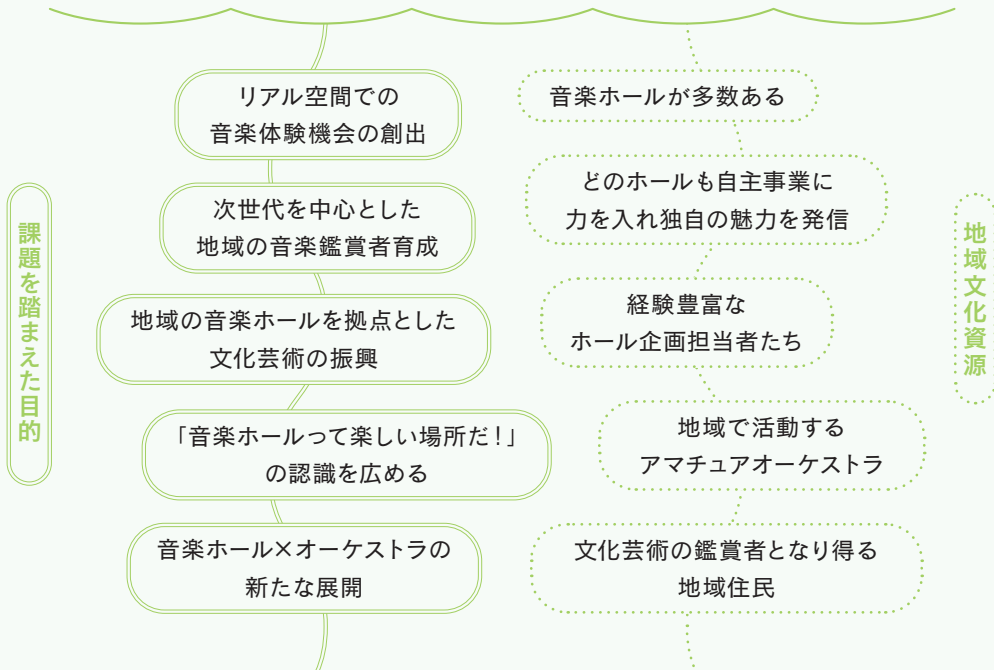 課題を踏まえた目的
リアル空間での
音楽体験機会の創出
次世代を中心とした
地域の音楽鑑賞者育成
地域の音楽ホールを拠点とした
文化芸術の振興
「音楽ホールって楽しい場所だ!」
の認識を広める
音楽ホール×オーケストラの
新たな展開
音楽ホールが多数ある
どのホールも自主事業に
力を入れ独自の魅力を発信
経験豊富な
ホール企画担当者たち
地域で活動する
アマチュアオーケストラ
文化芸術の鑑賞者となり得る
地域住民
地域文化資源